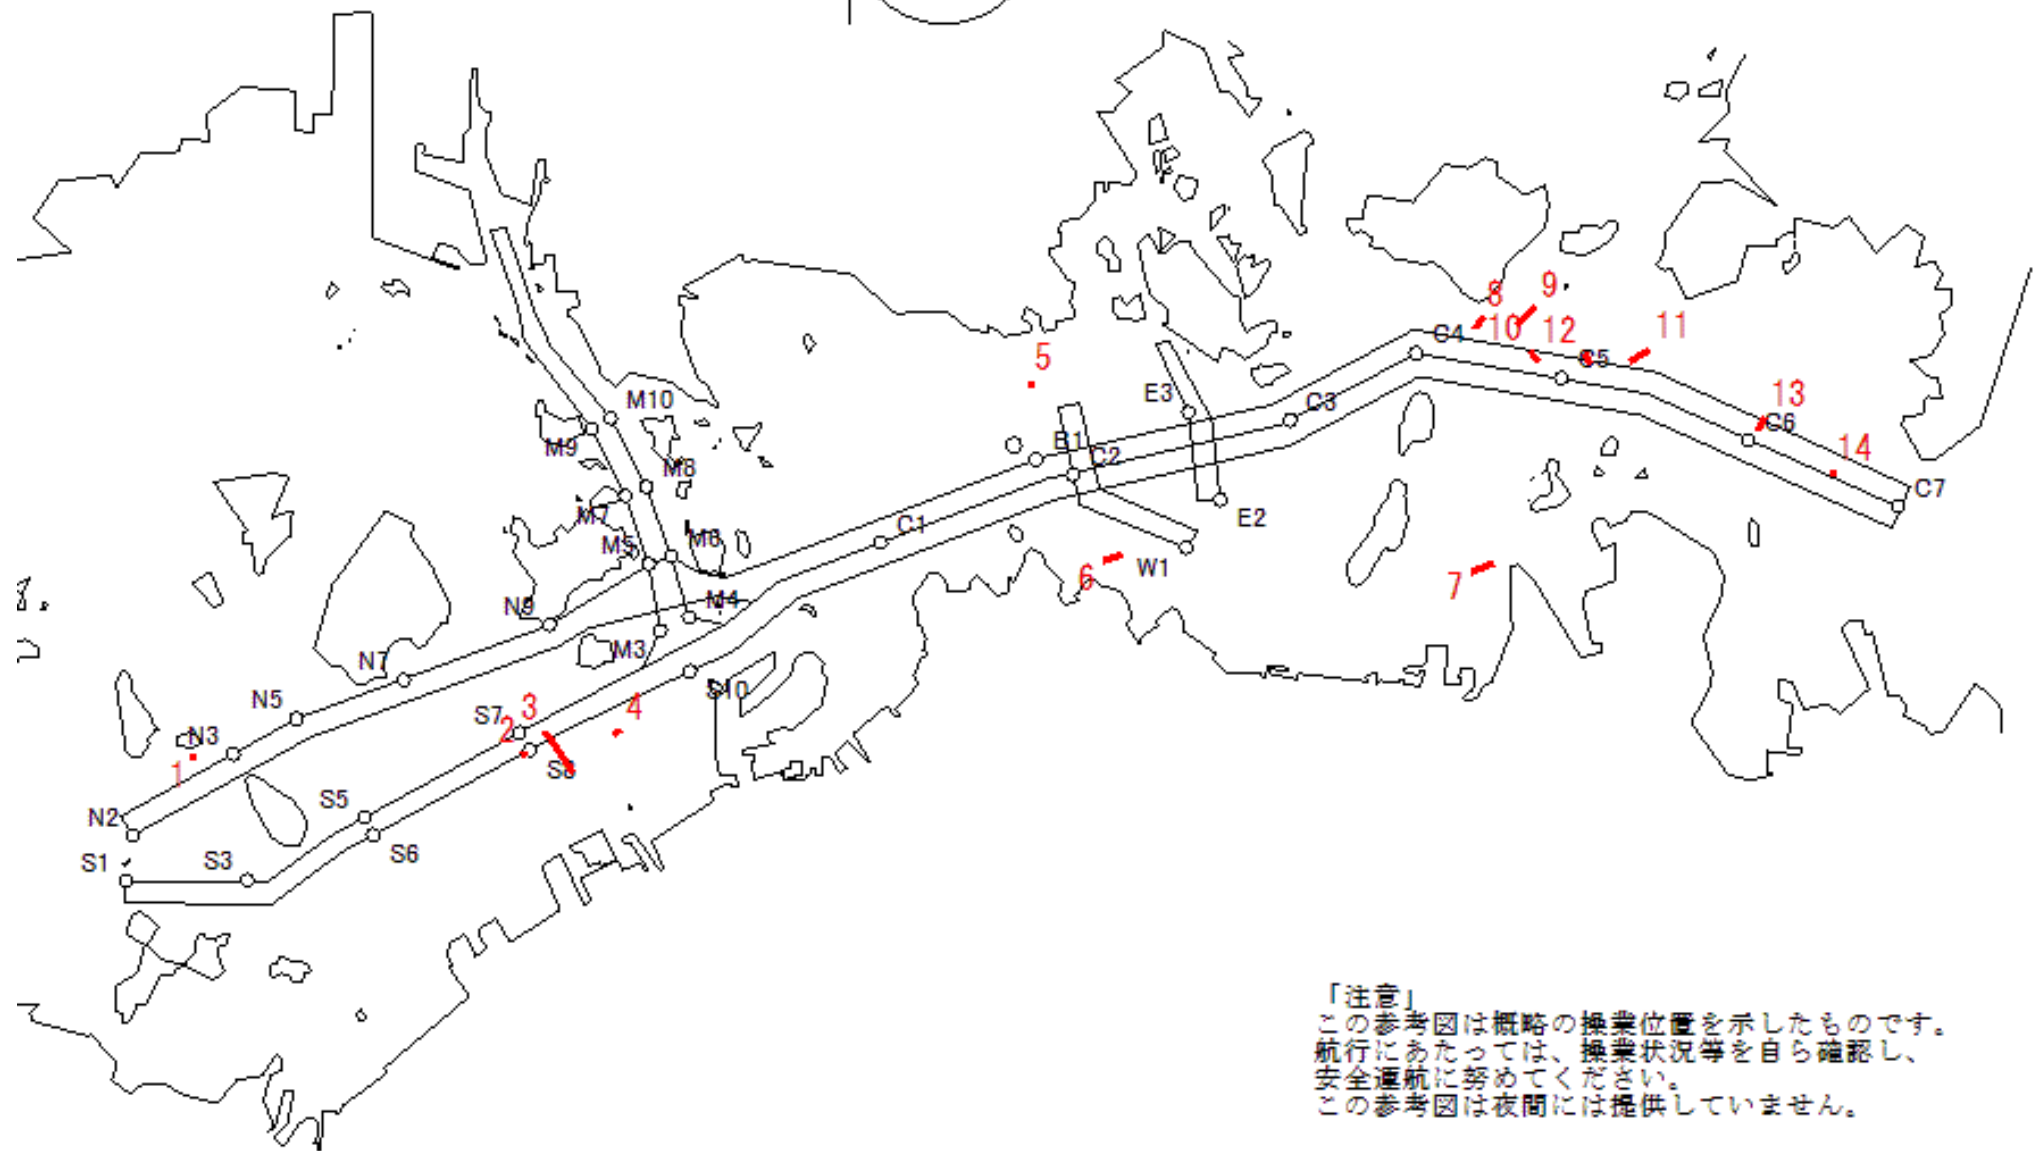 8
9
10
12
11
C4
C5
5
M10
E3
C3
13
C6
M9
M8
B1
C2
14
C7
M7
E2
C1
M5
M6
6
W1
7
N9
M4
M3
N7
S10
N5
S7
2
3
4
N3
1
S8
N2
S5
S6
S1
S3
「注意」
この参考図は概略の操業位置を示したものです。
航行にあたっては、操業状況等を自ら確認し、
安全運航に努めてください。
この参考図は夜間には提供していません。